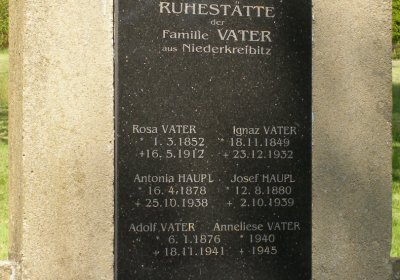 RUHESTÄTTE
der
Familie VATER
aus Niederkreibitz
Rosa VATER Ignaz VATER
* 1. 3. 1852 * 18. 11. 1849
+ 16. 5. 1912 + 23. 12. 1932
Antonia HAUPL Josef HAUPL
* 16. 4. 1878 * 12. 8. 1880
+ 25. 10. 1938 + 2. 10. 1939
Adolf VATER Anneliese VATER
* 6. 1. 1876 * 1940
+ 18. 11. 1941 + 1945